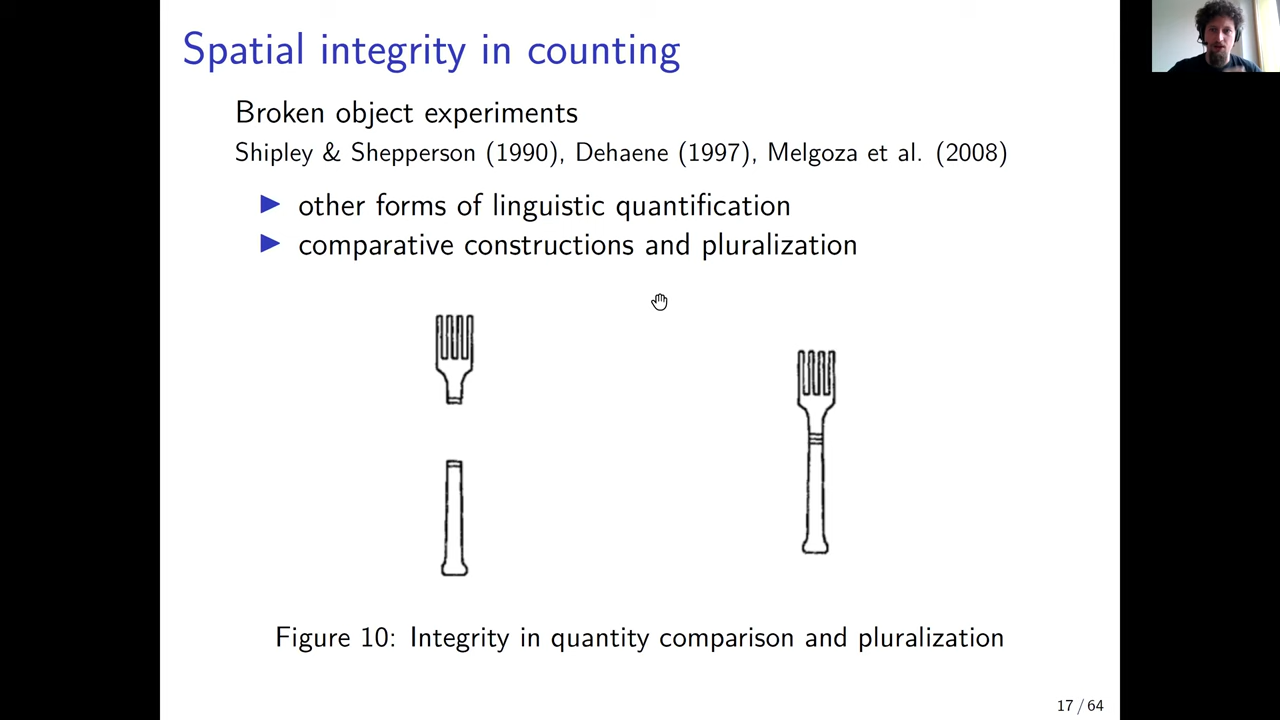 Spatial integrity in counting
Broken object experiments
Shipley & Shepperson (1990), Dehaene (1997), Melgoza et al. (2008)
▶ other forms of linguistic quantification
▶ comparative constructions and pluralization
Figure 10: Integrity in quantity comparison and pluralization
17 / 64